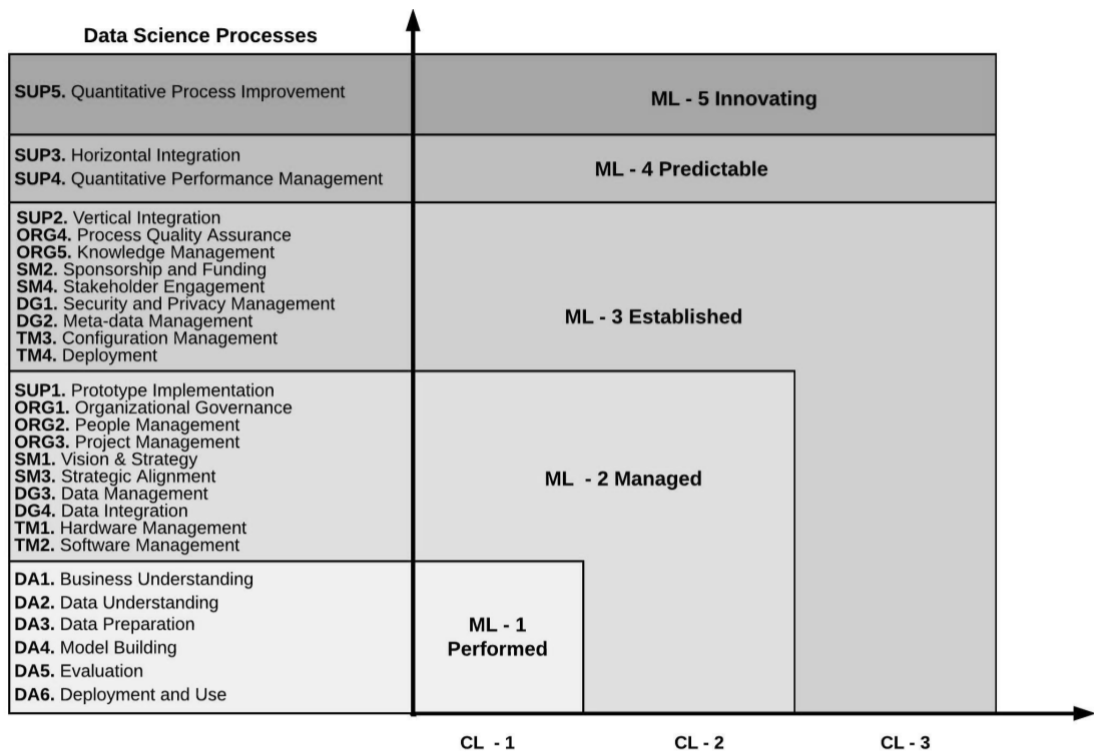 Data Science Processes
SUP5. Quantitative Process Improvement
ML - 5 Innovating
SUP3. Horizontal Integration
SUP4. Quantitative Performance Management
ML - 4 Predictable
SUP2. Vertical Integration
ORG4. Process Quality Assurance
ORG5. Knowledge Management
SM2. Sponsorship and Funding
SM4. Stakeholder Engagement
DG1. Security and Privacy Management
DG2. Meta-data Management
TM3. Configuration Management
TM4. Deployment
ML - 3 Established
SUP1. Prototype Implementation
ORG1. Organizational Governance
ORG2. People Management
ORG3. Project Management
SM1. Vision & Strategy
SM3. Strategic Alignment
DG3. Data Management
DG4. Data Integration
TM1. Hardware Management
TM2. Software Management
ML - 2 Managed
DA1. Business Understanding
DA2. Data Understanding
DA3. Data Preparation
DA4. Model Building
DA5. Evaluation
DA6. Deployment and Use
ML - 1
Performed
CL - 1
CL - 2
CL - 3